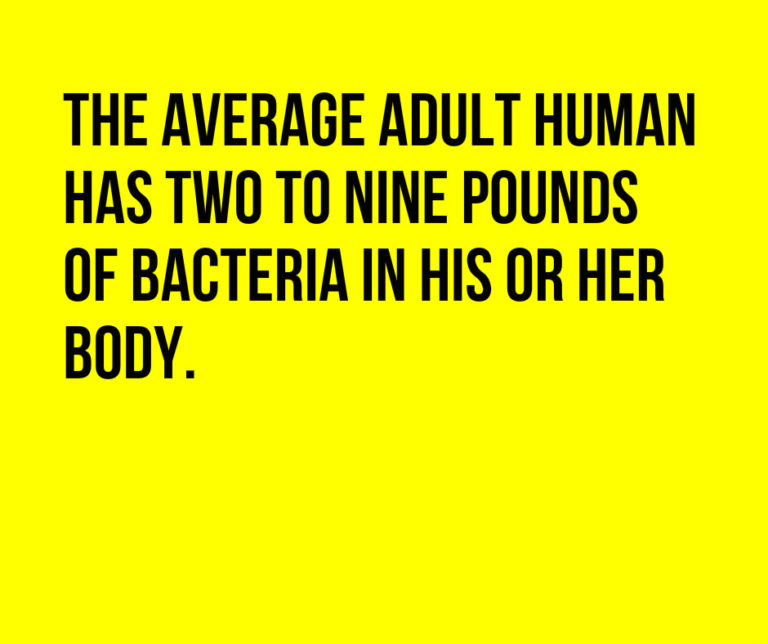 THE AVERAGE ADULT HUMAN
HAS TWO TO NINE POUNDS
OF BACTERIA IN HIS OR HER
BODY.